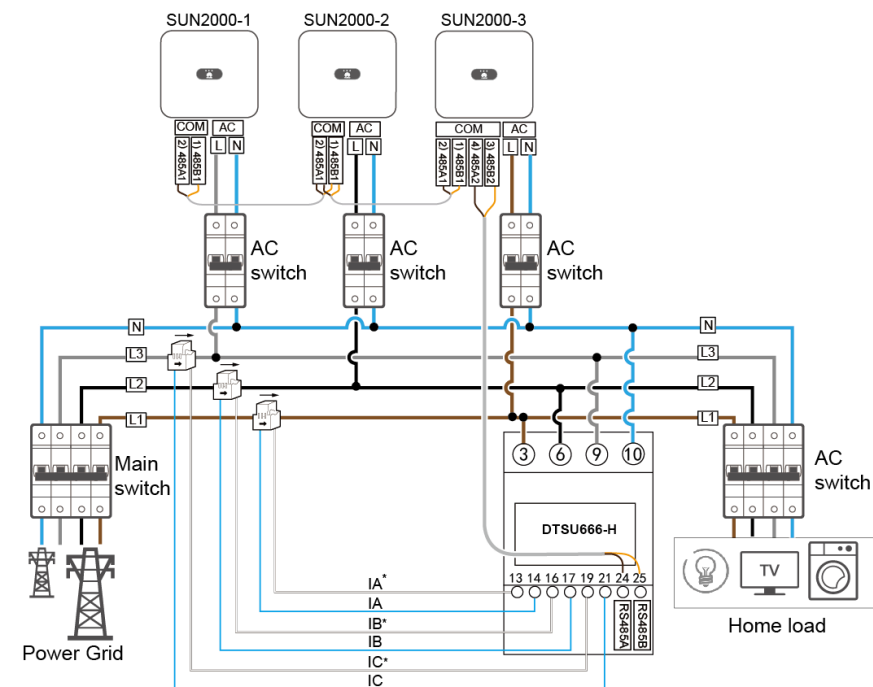 SUN2000-1 SUN2000-2 SUN2000-3
COM AC COM AC COM AC
2) 485A1 1) 485B1 L N 2) 485A1 1) 485B1 L N 2) 485A1 1) 485B1 4) 485A2 3) 485B2 L N
AC AC AC
switch switch switch
N N
L3 L3
L2 L2
L1 L1
3 6 9 10
Main AC
switch switch
DTSU666-H
TV
13 14 16 17 19 21 24 25
RS485A RS485B
IA*
IA
IB*
IB
IC*
IC
Home load
Power Grid